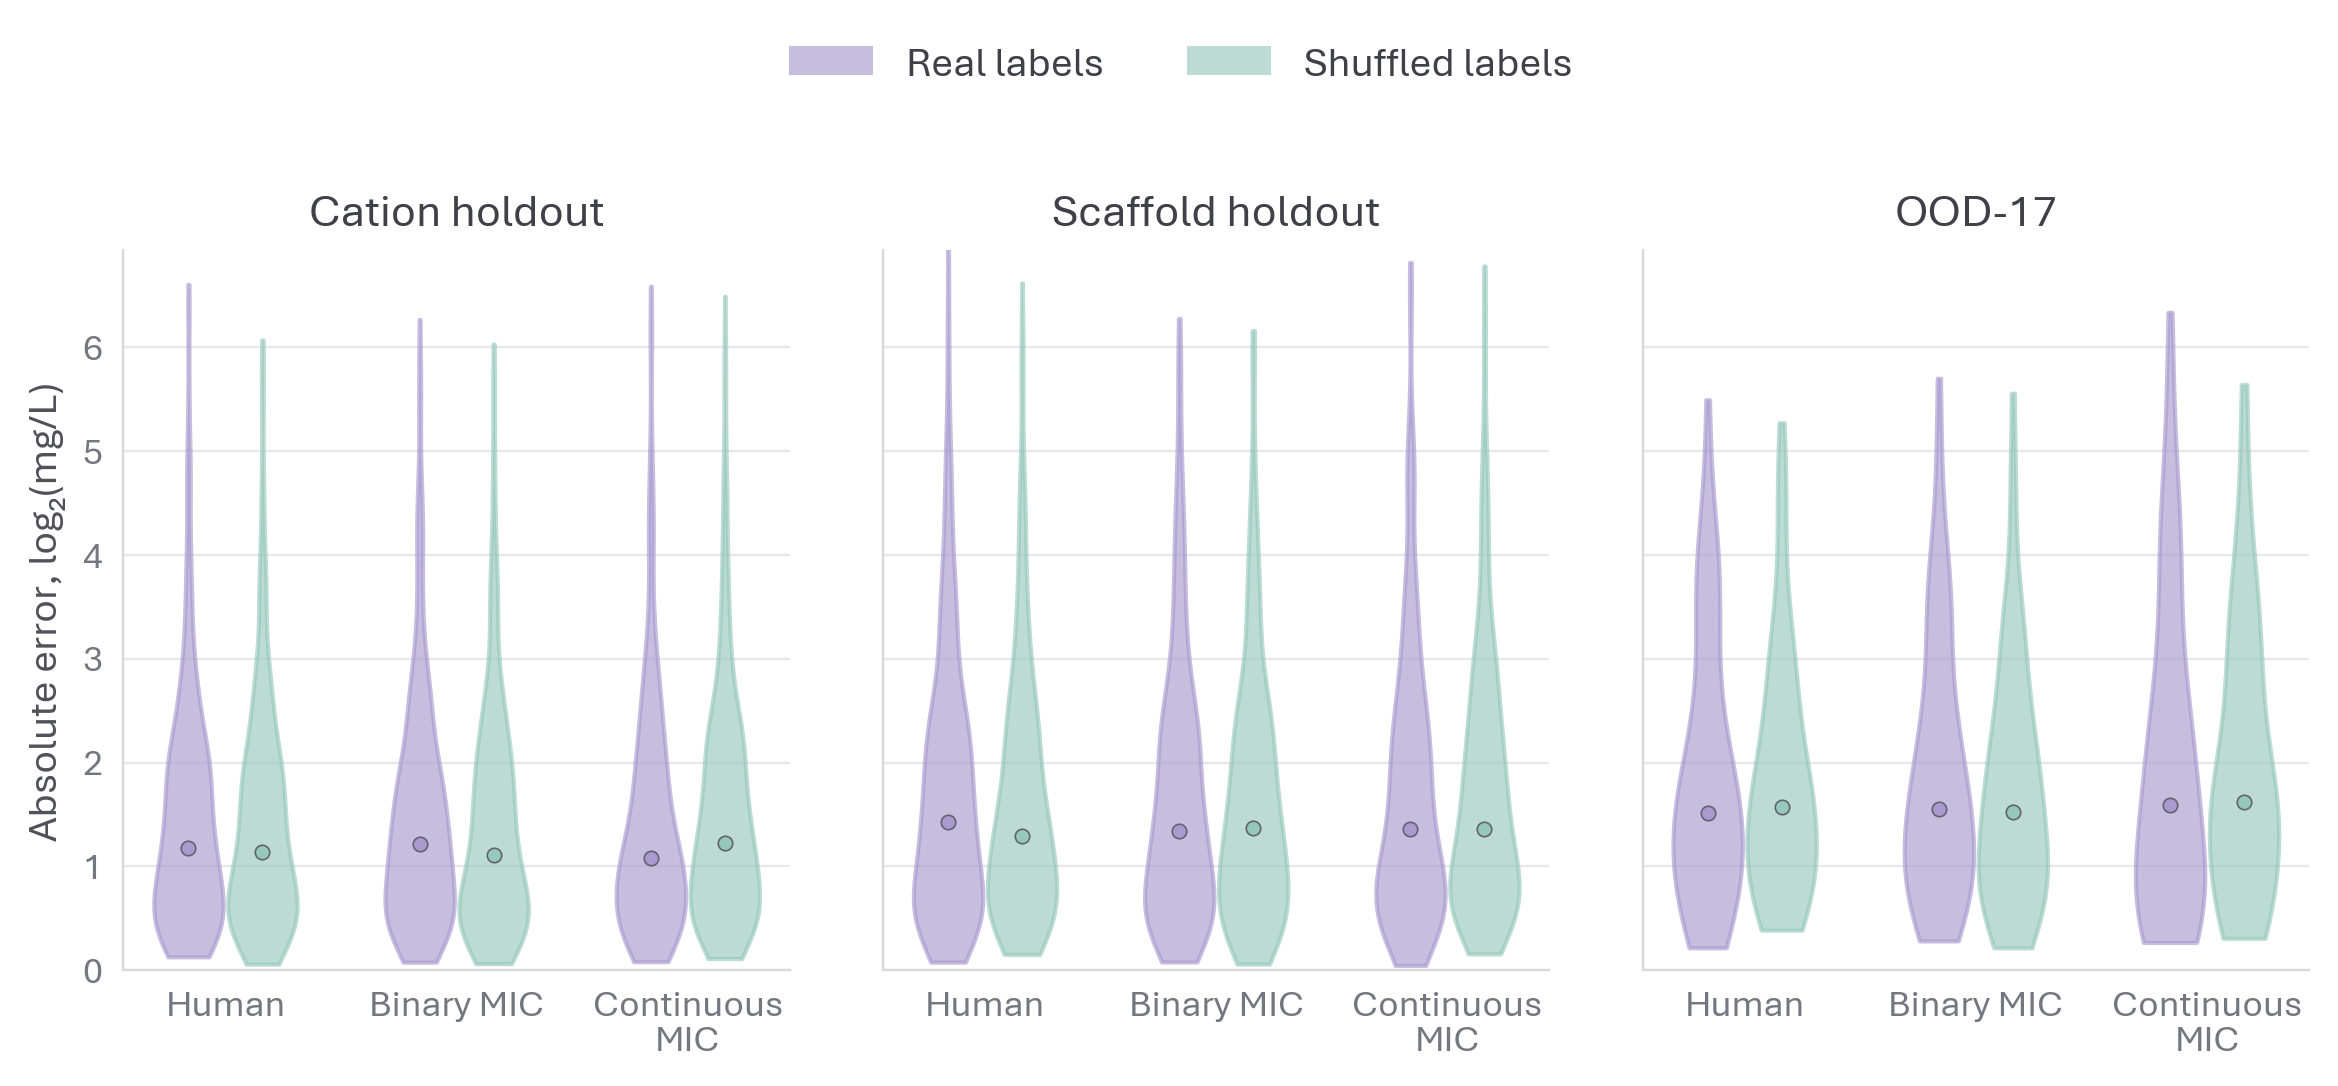 Real labels
Shuffled labels
Cation holdout
Scaffold holdout
OOD-17
Absolute error, log₂(mg/L)
6
5
4
3
2
1
0
Human
Binary MIC
Continuous
MIC
Human
Binary MIC
Continuous
MIC
Human
Binary MIC
Continuous
MIC